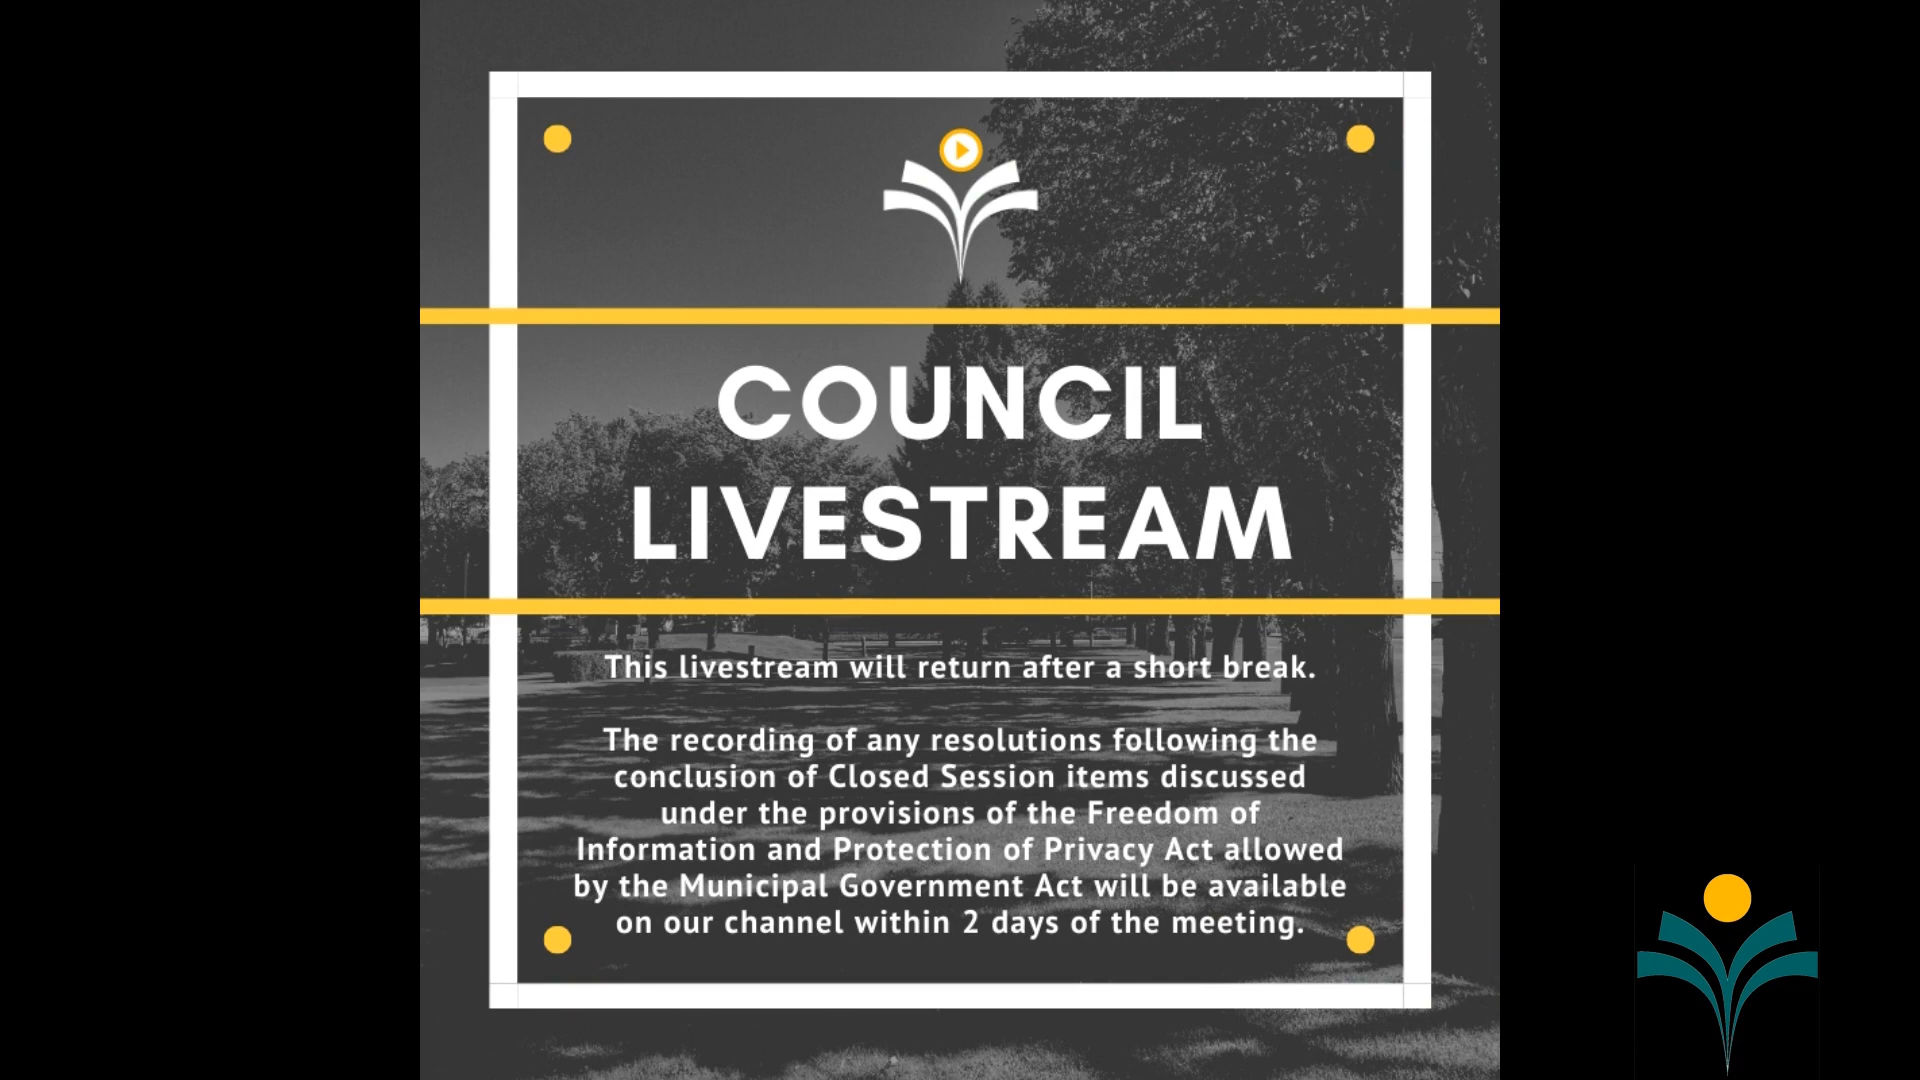 COUNCIL
LIVESTREAM
This livestream will return after a short break.
The recording of any resolutions following the
conclusion of Closed Session items discussed
under the provisions of the Freedom of
Information and Protection of Privacy Act allowed
by the Municipal Government Act will be available
on our channel within 2 days of the meeting.